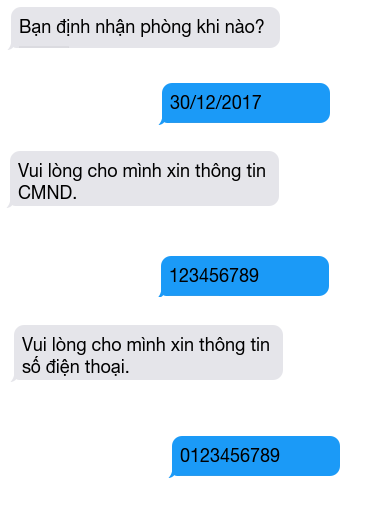 Bạn định nhận phòng khi nào?
30/12/2017
Vui lòng cho mình xin thông tin
CMND.
123456789
Vui lòng cho mình xin thông tin
số điện thoại.
0123456789